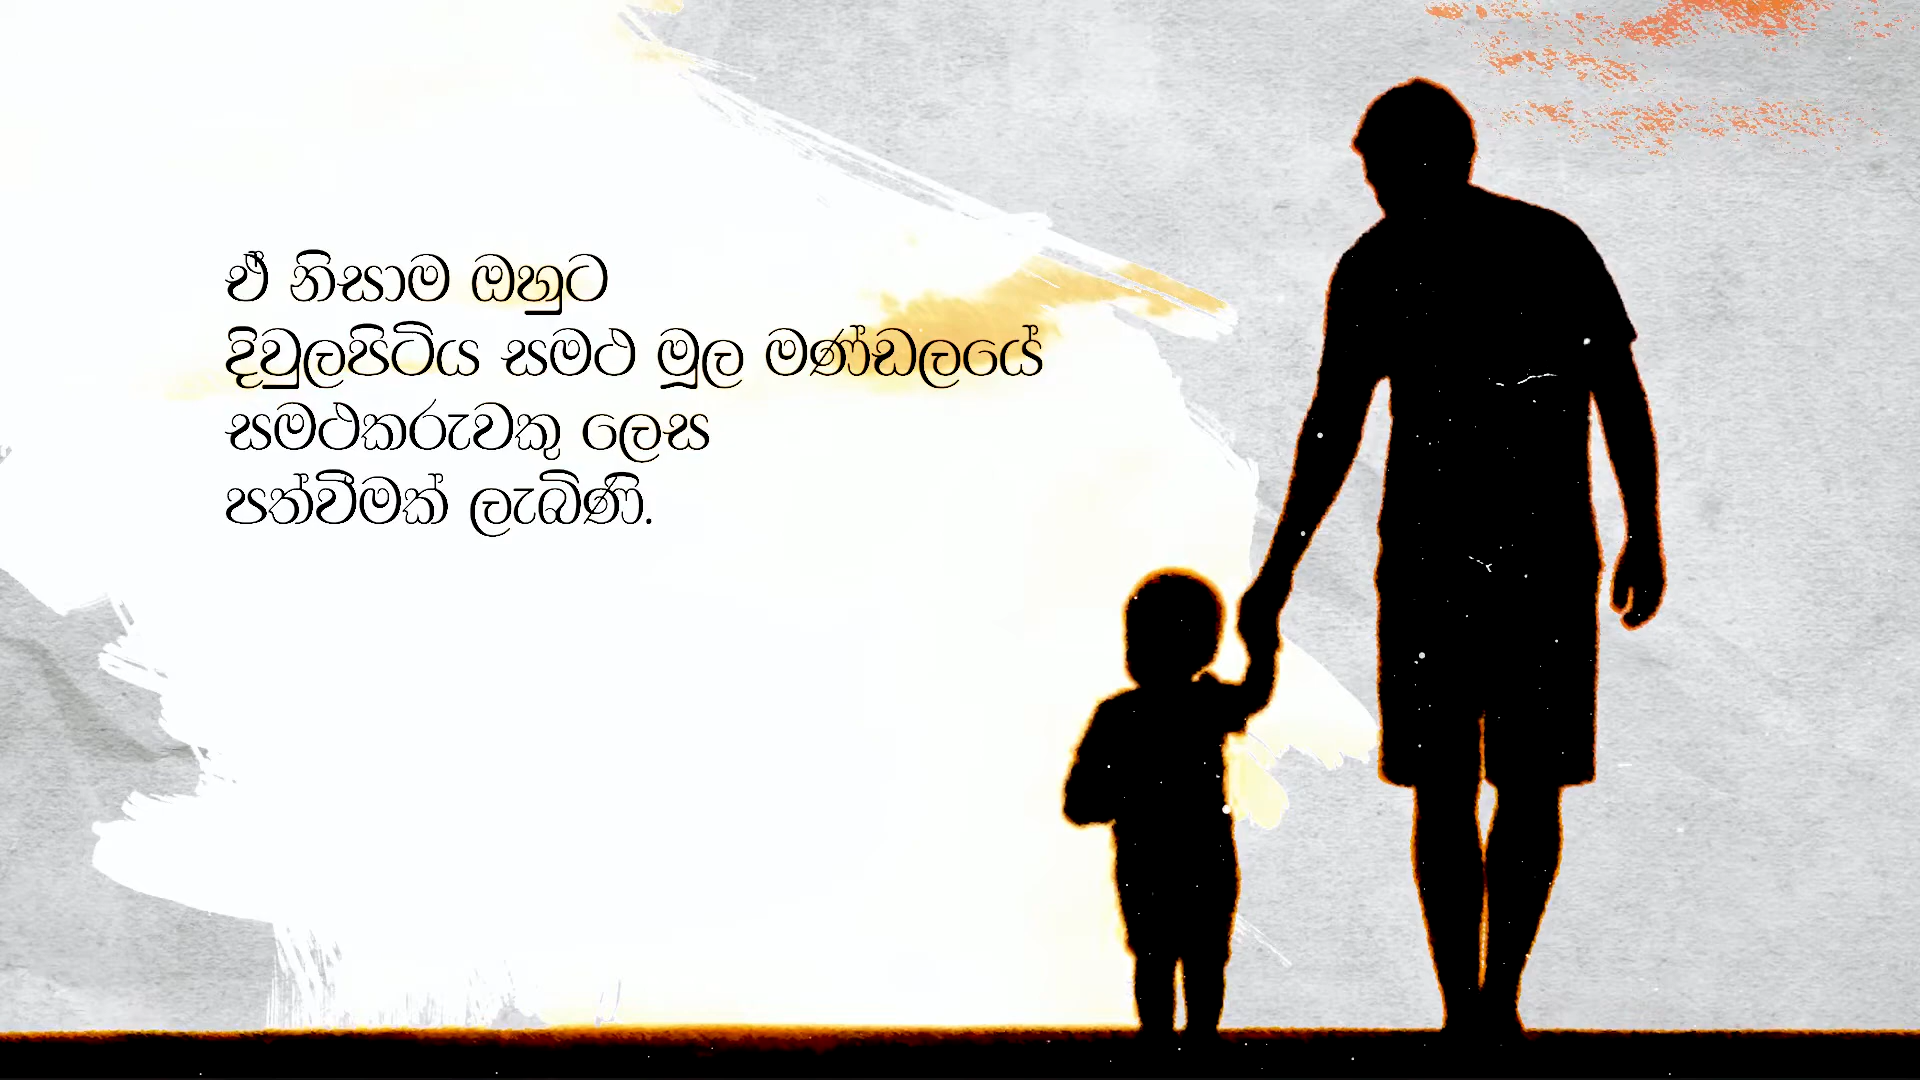 ඒ නිසාම ඔහුට
දිවුලපිටිය සමථ මූල මණ්ඩලයේ
සමථකරුවකු ලෙස
පත්වීමක් ලැබිණි.